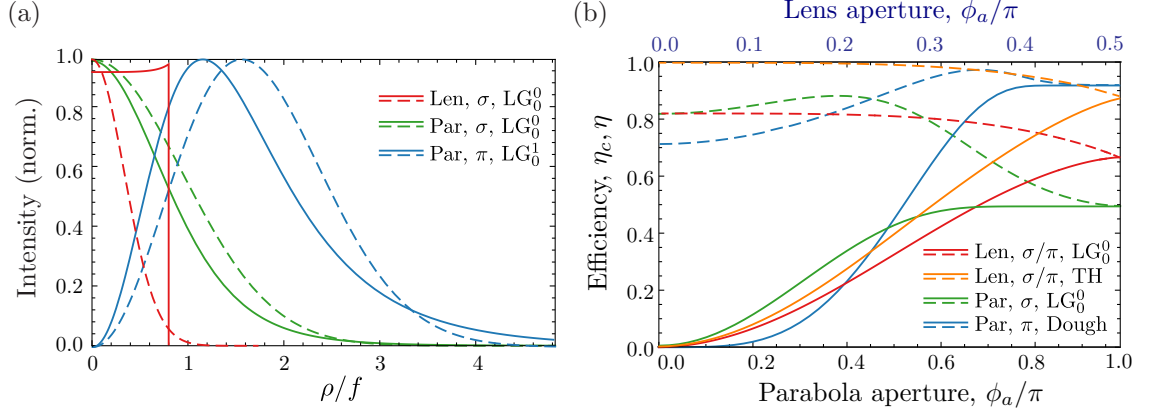 (a)
Intensity (norm.)
1.0
0.8
0.6
0.4
0.2
0.0
0 1 2 3 4
ρ/f
Len, σ, LG₀⁰
Par, σ, LG₀⁰
Par, π, LG₀¹
(b)
Lens aperture, ϕₐ/π
0.0 0.1 0.2 0.3 0.4 0.5
Efficiency, η_c, η
1.0
0.8
0.6
0.4
0.2
0.0
0.2 0.4 0.6 0.8 1.0
Parabola aperture, ϕₐ/π
Len, σ/π, LG₀⁰
Len, σ/π, TH
Par, σ, LG₀⁰
Par, π, Dough